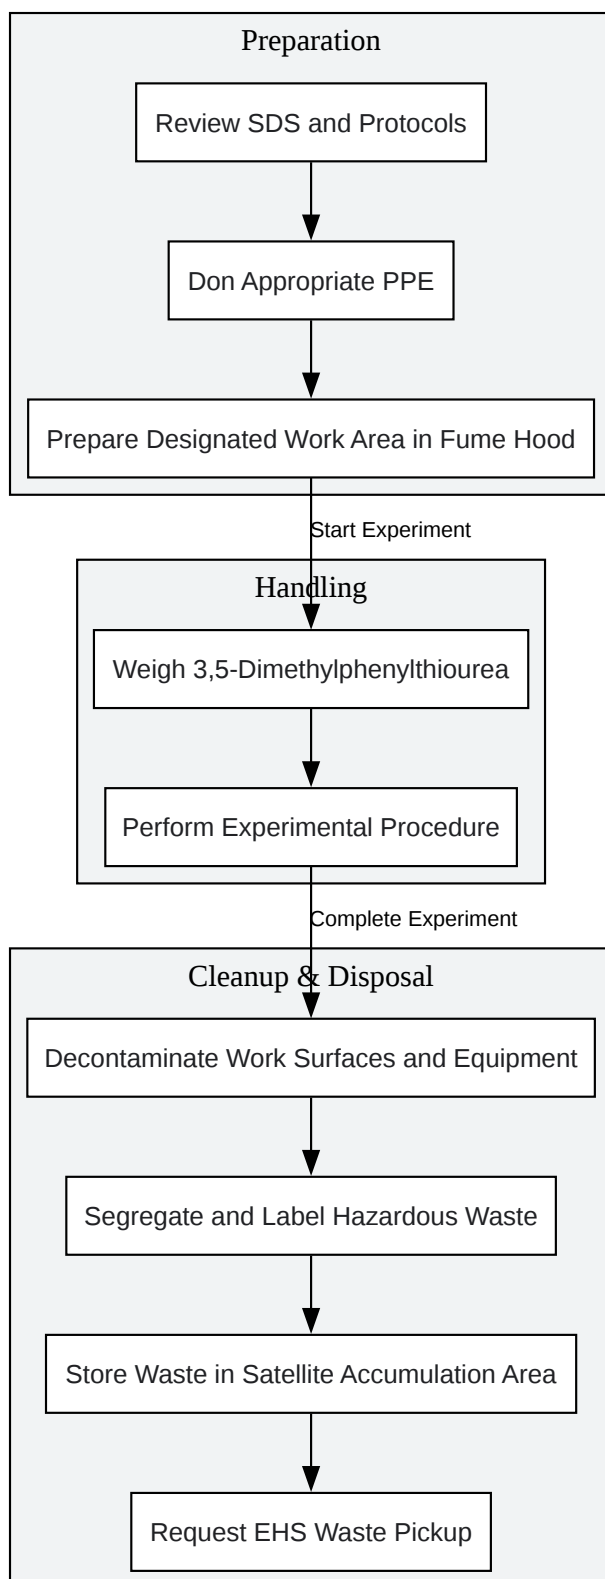 Preparation
Review SDS and Protocols
Don Appropriate PPE
Prepare Designated Work Area in Fume Hood
Start Experiment
Handling
Weigh 3,5-Dimethylphenylthiourea
Perform Experimental Procedure
Complete Experiment
Cleanup & Disposal
Decontaminate Work Surfaces and Equipment
Segregate and Label Hazardous Waste
Store Waste in Satellite Accumulation Area
Request EHS Waste Pickup